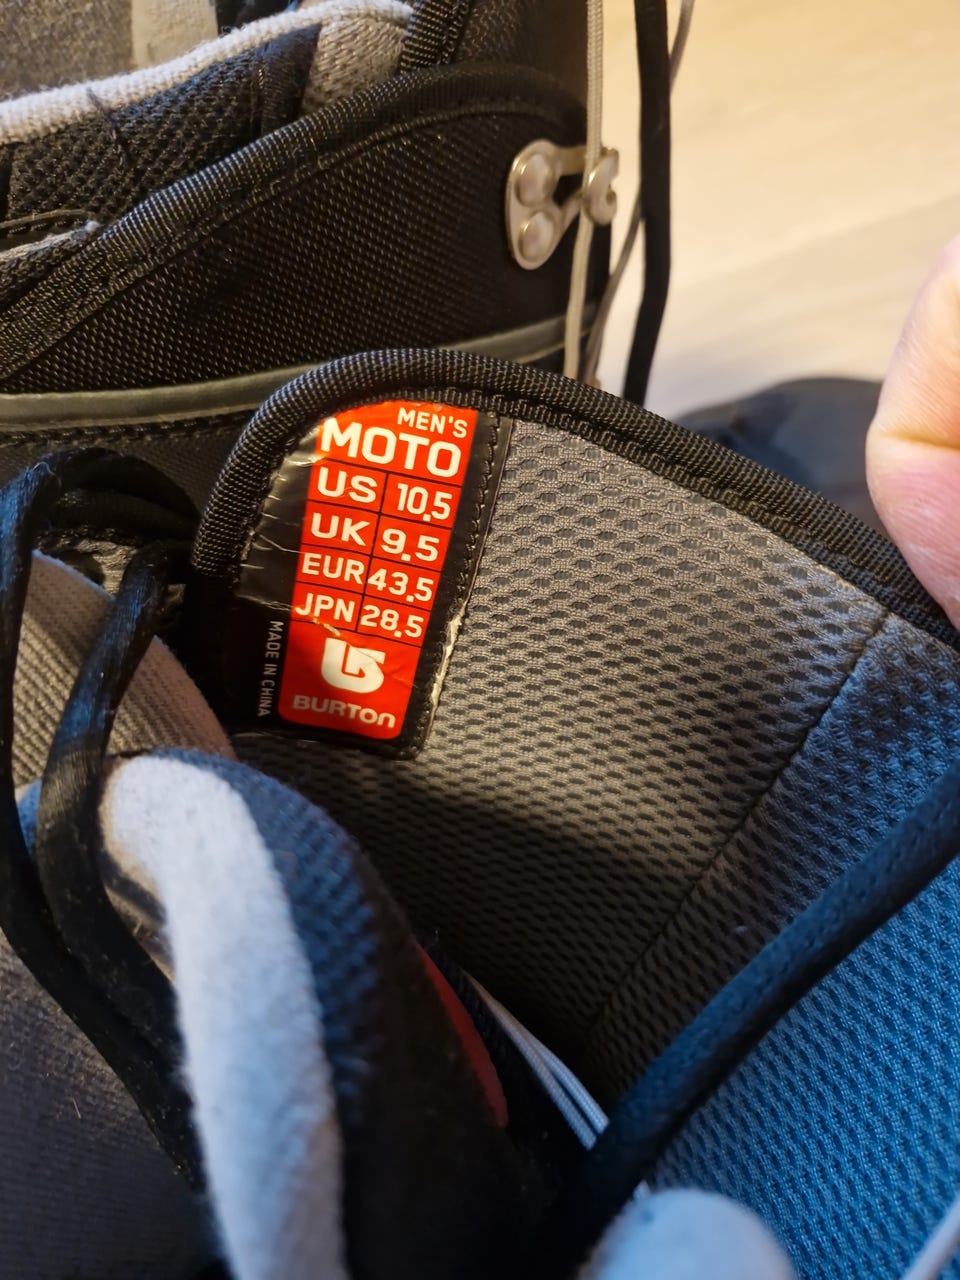 MEN'S
MOTO
US 10.5
UK 9.5
EUR 43.5
JPN 28.5
BURTON
MADE IN CHINA